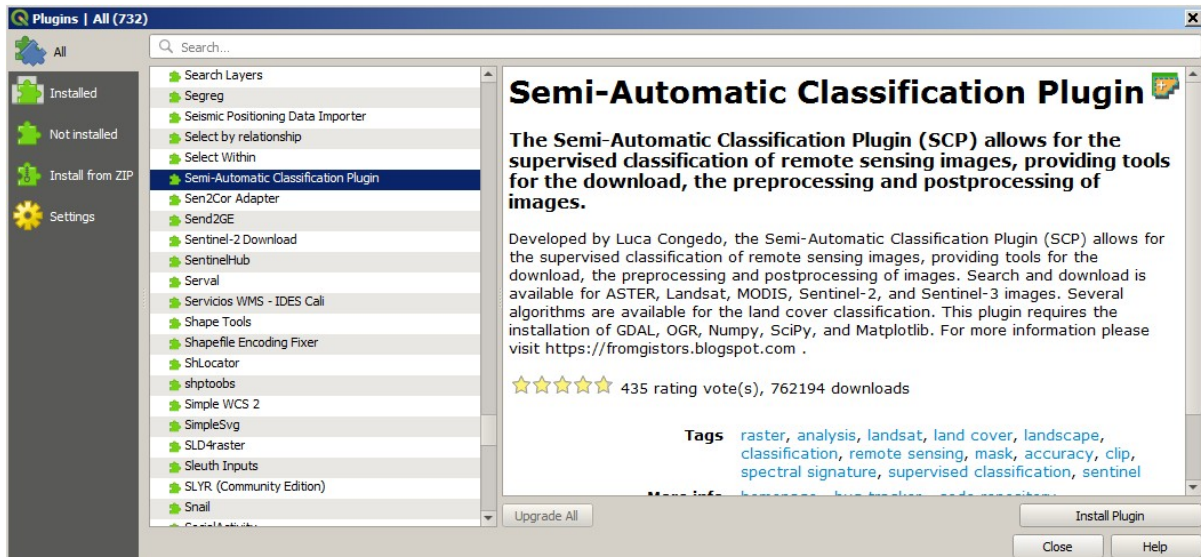 Plugins | All (732)
All
Installed
Not installed
Install from ZIP
Settings
Search...
Search Layers
Segreg
Seismic Positioning Data Importer
Select by relationship
Select Within
Semi-Automatic Classification Plugin
Sen2Cor Adapter
Send2GE
Sentinel-2 Download
SentinelHub
Serval
Servicios WMS - IDES Cali
Shape Tools
Shapefile Encoding Fixer
ShLocator
shptoobs
Simple WCS 2
SimpleSvg
SLD4raster
Sleuth Inputs
SLYR (Community Edition)
Snail
SocialActivity
Semi-Automatic Classification Plugin
The Semi-Automatic Classification Plugin (SCP) allows for the
supervised classification of remote sensing images, providing tools
for the download, the preprocessing and postprocessing of
images.
Developed by Luca Congedo, the Semi-Automatic Classification Plugin (SCP) allows for
the supervised classification of remote sensing images, providing tools for the
download, the preprocessing and postprocessing of images. Search and download is
available for ASTER, Landsat, MODIS, Sentinel-2, and Sentinel-3 images. Several
algorithms are available for the land cover classification. This plugin requires the
installation of GDAL, OGR, Numpy, SciPy, and Matplotlib. For more information please
visit https://fromgistors.blogspot.com .
435 rating vote(s), 762194 downloads
Tags raster, analysis, landsat, land cover, landscape,
classification, remote sensing, mask, accuracy, clip,
spectral signature, supervised classification, sentinel
More info homepage bug tracker code repository
Upgrade All
Install Plugin
Close
Help